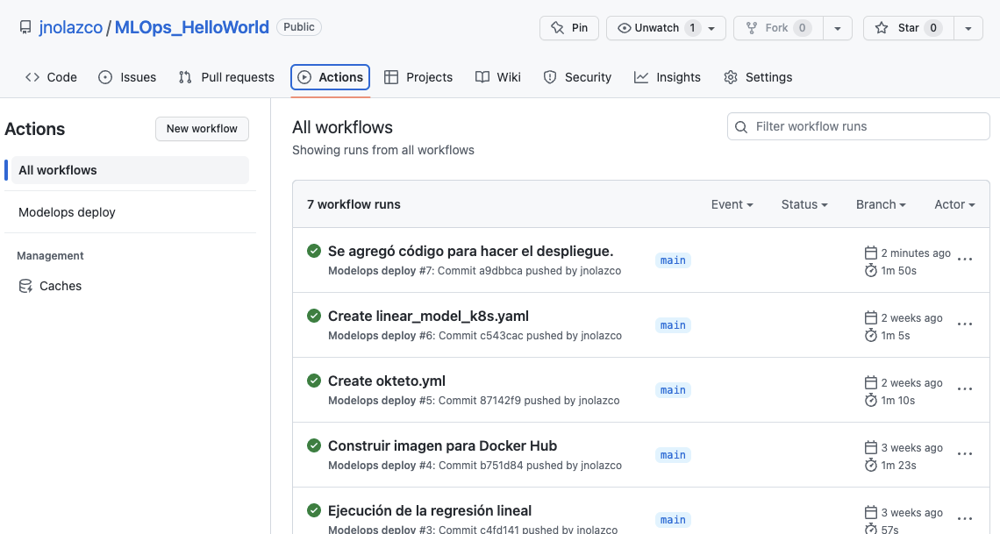 jnolazco / MLOps_HelloWorld Public
Pin Unwatch 1 Fork 0 Star 0
Code Issues Pull requests Actions Projects Wiki Security Insights Settings
Actions
New workflow
All workflows
Modelops deploy
Management
Caches
All workflows
Showing runs from all workflows
Filter workflow runs
7 workflow runs
Event Status Branch Actor
Se agregó código para hacer el despliegue.
Modelops deploy #7: Commit a9dbbca pushed by jnolazco
main
2 minutes ago
1m 50s
Create linear_model_k8s.yaml
Modelops deploy #6: Commit c543cac pushed by jnolazco
main
2 weeks ago
1m 5s
Create okteto.yml
Modelops deploy #5: Commit 87142f9 pushed by jnolazco
main
2 weeks ago
1m 10s
Construir imagen para Docker Hub
Modelops deploy #4: Commit b751d84 pushed by jnolazco
main
3 weeks ago
1m 23s
Ejecución de la regresión lineal
Modelops deploy #3: Commit c4fd141 pushed by jnolazco
main
3 weeks ago
57s